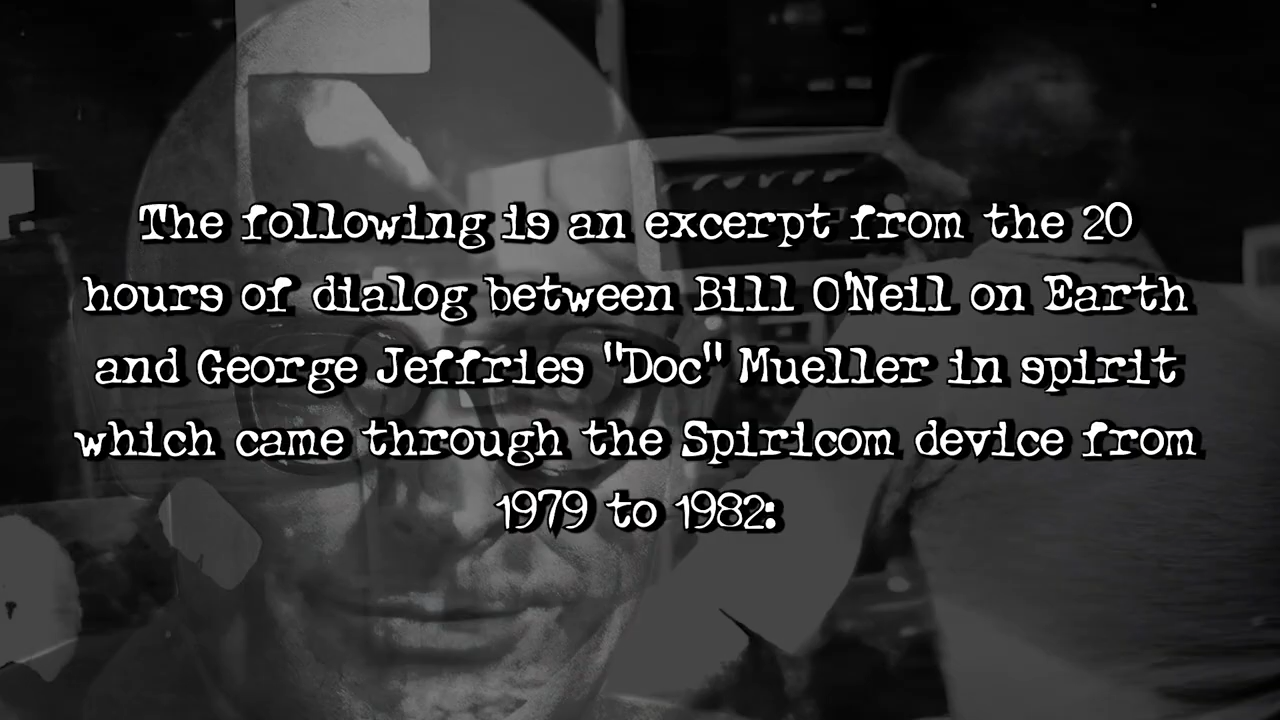 The following is an excerpt from the 20
hours of dialog between Bill O'Neil on Earth
and George Jeffries "Doc" Mueller in spirit
which came through the Spiricom device from
1979 to 1982: